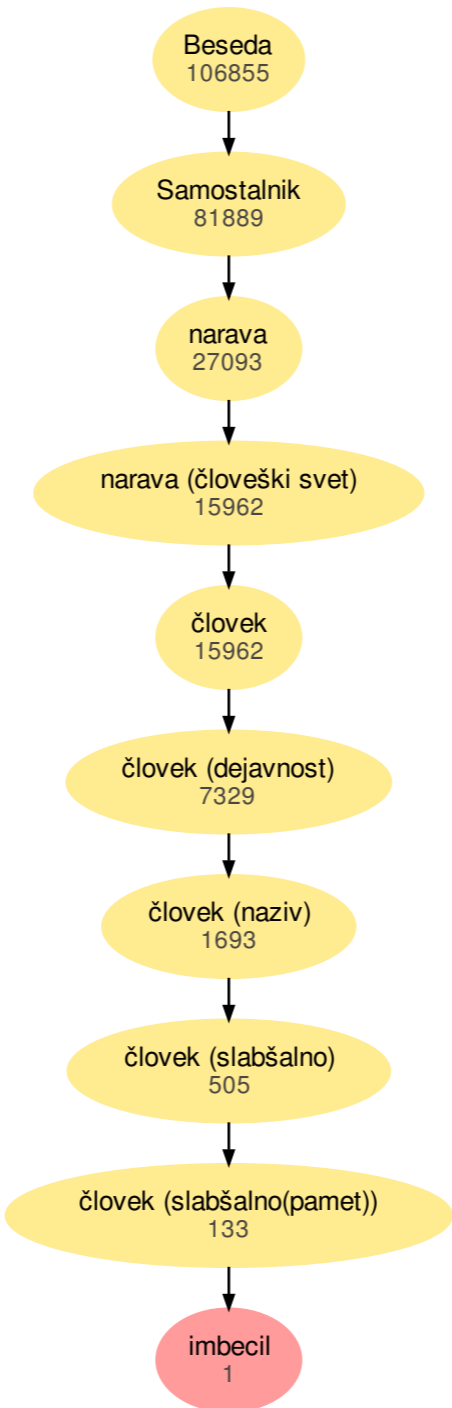 Beseda
106855
Samostalnik
81889
narava
27093
narava (človeški svet)
15962
človek
15962
človek (dejavnost)
7329
človek (naziv)
1693
človek (slabšalno)
505
človek (slabšalno(pamet))
133
imbecil
1